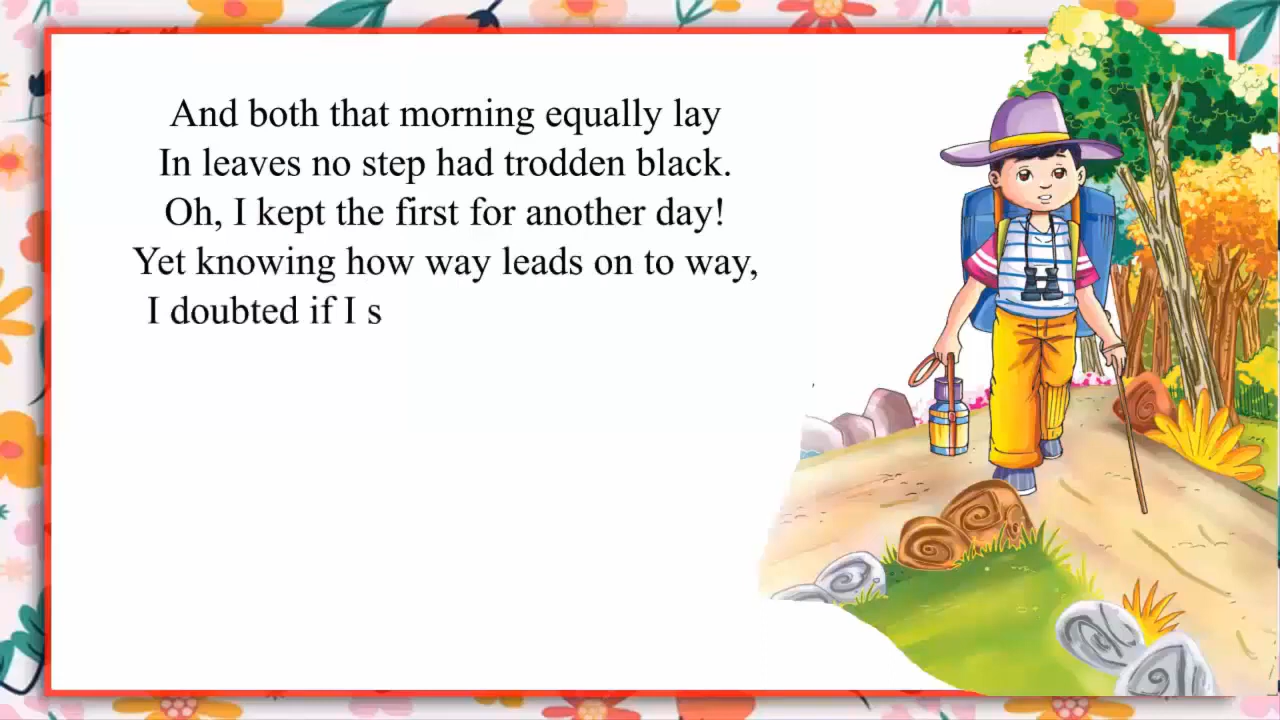 And both that morning equally lay
In leaves no step had trodden black.
Oh, I kept the first for another day!
Yet knowing how way leads on to way,
I doubted if I s